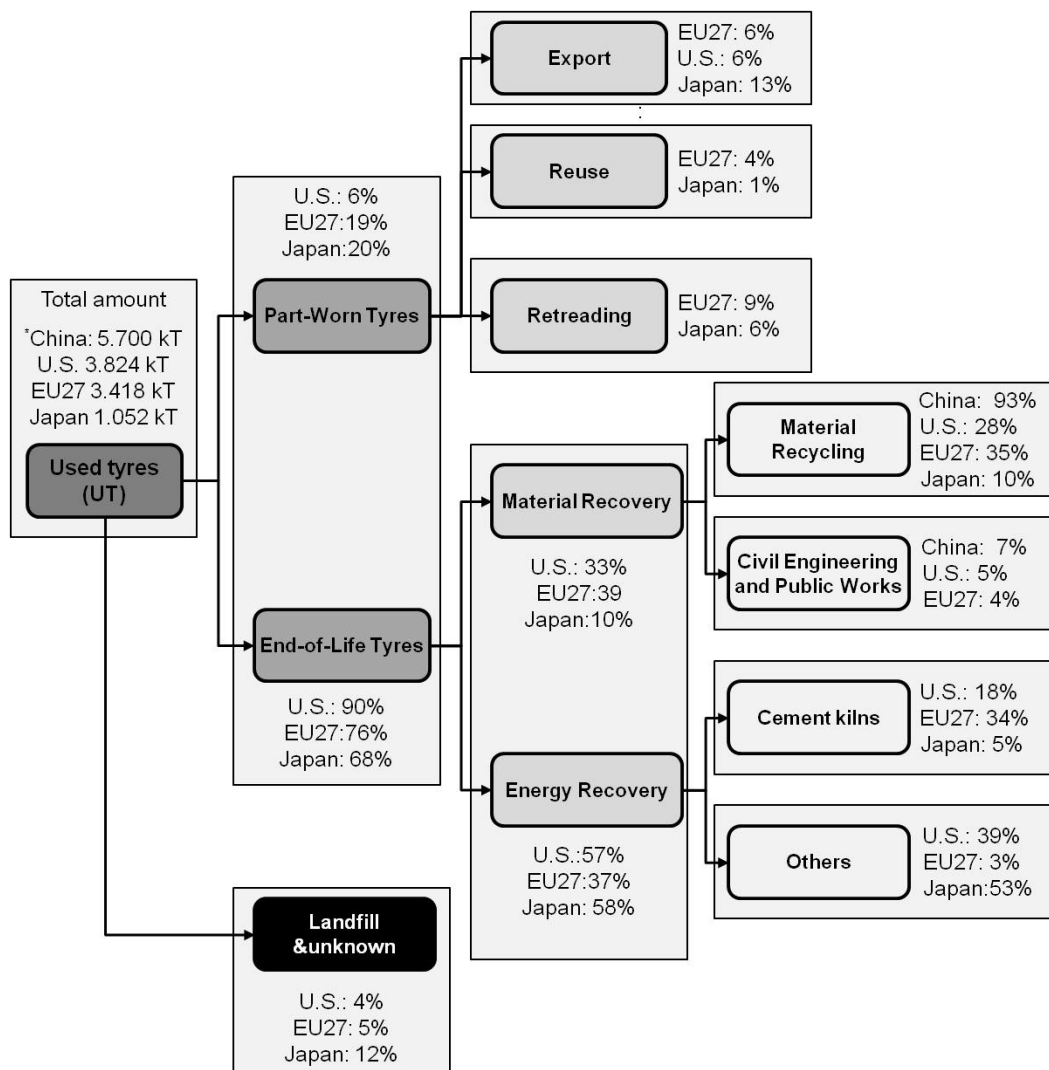 Export
EU27: 6%
U.S.: 6%
Japan: 13%
Reuse
EU27: 4%
Japan: 1%
U.S.: 6%
EU27:19%
Japan:20%
Part-Worn Tyres
Retreading
EU27: 9%
Japan: 6%
Total amount
*China: 5.700 kT
U.S. 3.824 kT
EU27 3.418 kT
Japan 1.052 kT
Used tyres
(UT)
Material Recovery
U.S.: 33%
EU27:39
Japan:10%
Material
Recycling
China: 93%
U.S.: 28%
EU27: 35%
Japan: 10%
Civil Engineering
and Public Works
China: 7%
U.S.: 5%
EU27: 4%
End-of-Life Tyres
U.S.: 90%
EU27:76%
Japan: 68%
Energy Recovery
U.S.:57%
EU27:37%
Japan: 58%
Cement kilns
U.S.: 18%
EU27: 34%
Japan: 5%
Others
U.S.: 39%
EU27: 3%
Japan:53%
Landfill
&unknown
U.S.: 4%
EU27: 5%
Japan: 12%